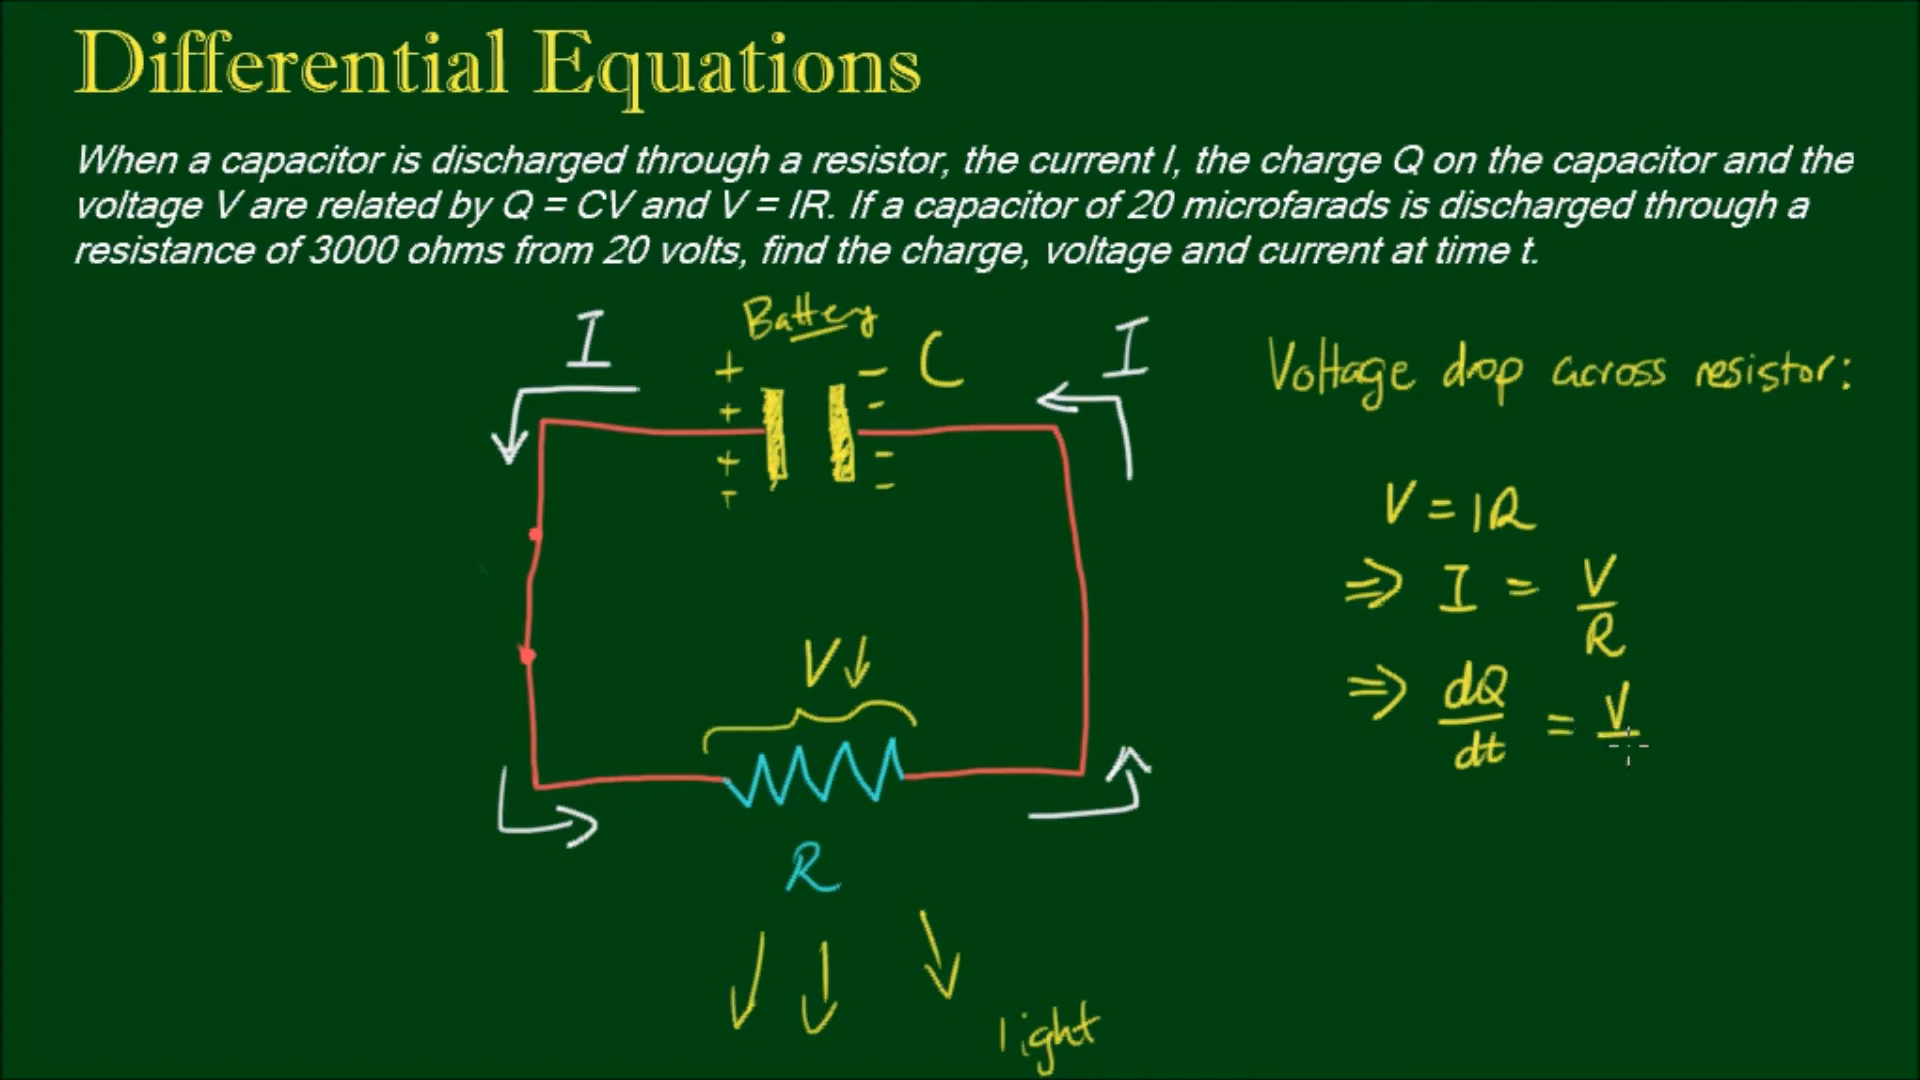 Differential Equations
When a capacitor is discharged through a resistor, the current I, the charge Q on the capacitor and the
voltage V are related by Q = CV and V = IR. If a capacitor of 20 microfarads is discharged through a
resistance of 3000 ohms from 20 volts, find the charge, voltage and current at time t.
I
Battery
C
I
+ −
+ −
+ −
+ −
Voltage drop across resistor:
V = IR
⇒ I = V/R
⇒ dQ/dt = V
V↓
R
light